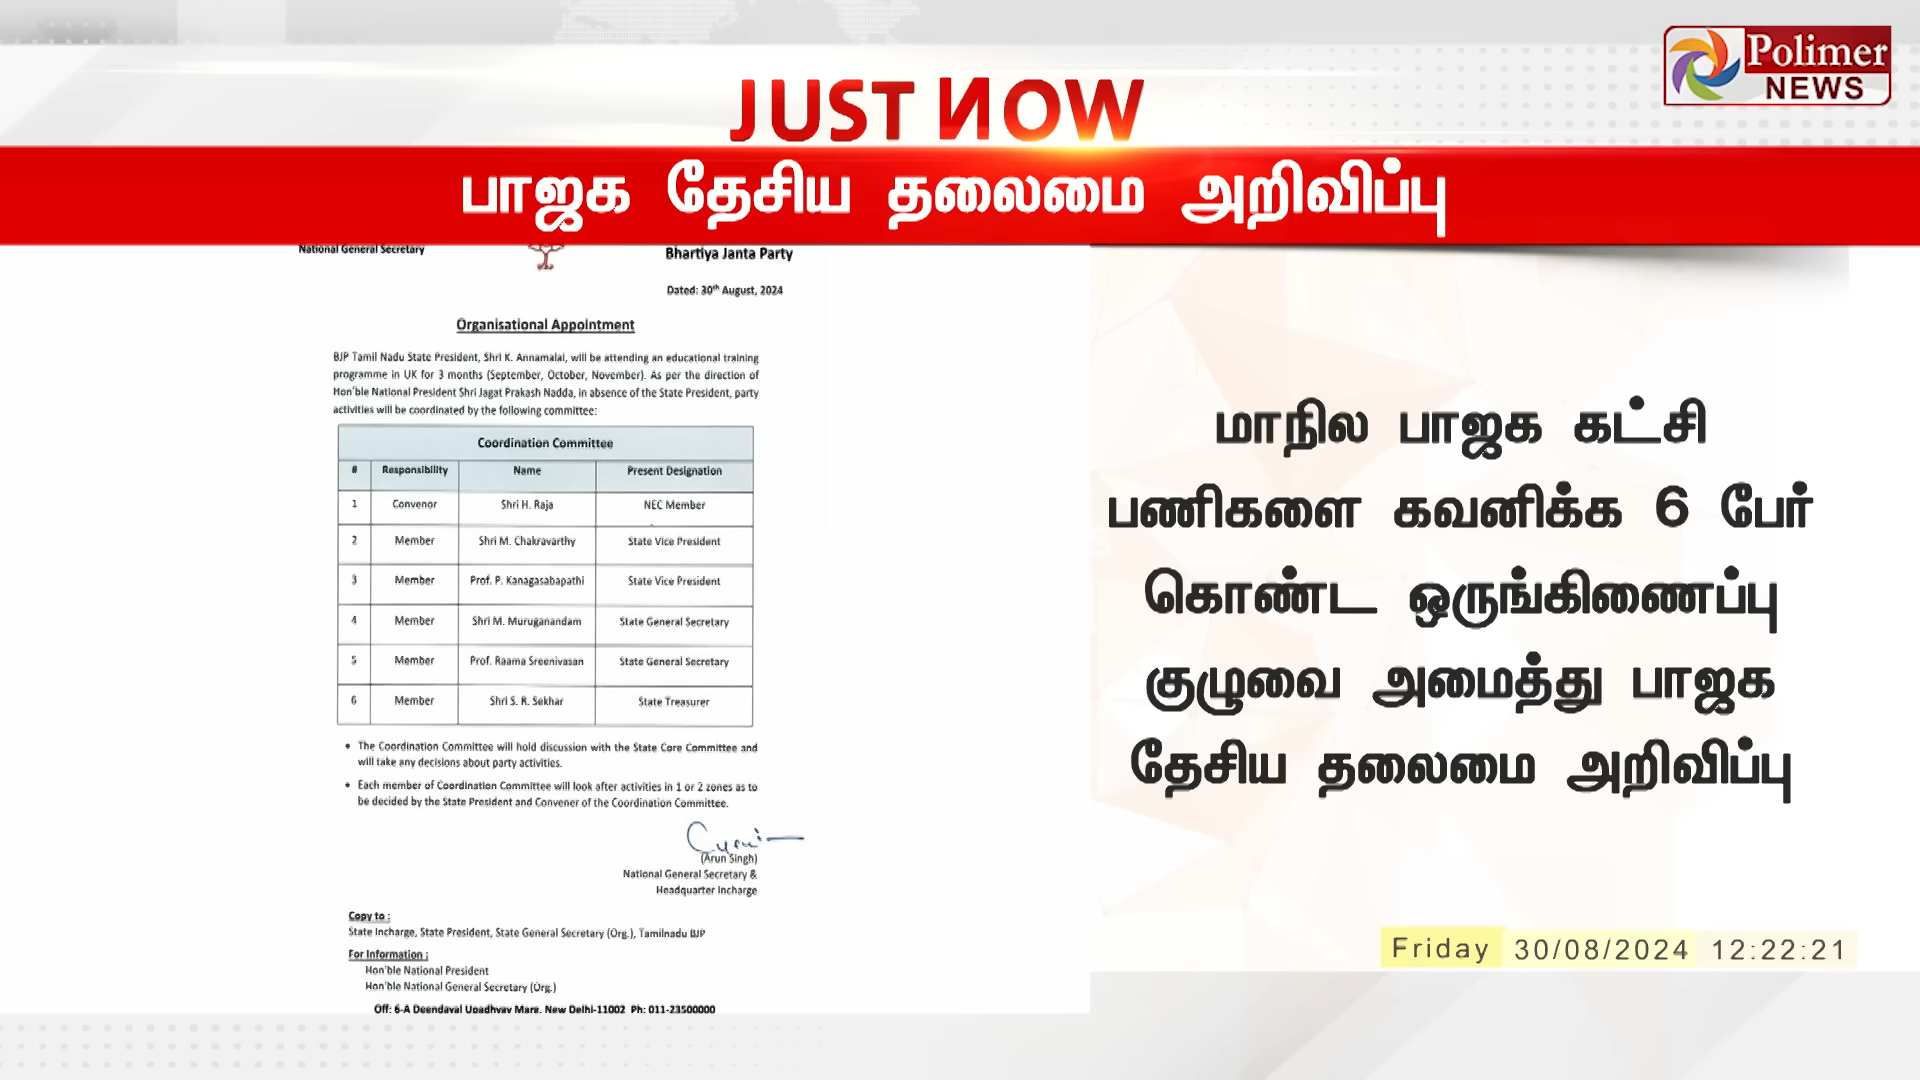 Polimer
NEWS
JUST NOW
பாஜக தேசிய தலைமை அறிவிப்பு
National General Secretary
Bhartiya Janta Party
Dated: 30th August, 2024
Organisational Appointment
BJP Tamil Nadu State President, Shri K. Annamalai, will be attending an educational training
programme in UK for 3 months (September, October, November). As per the direction of
Hon'ble National President Shri Jagat Prakash Nadda, in absence of the State President, party
activities will be coordinated by the following committee:
Coordination Committee
# Responsibility Name Present Designation
1 Convenor Shri H. Raja NEC Member
2 Member Shri M. Chakravarthy State Vice President
3 Member Prof. P. Kanagasabapathi State Vice President
4 Member Shri M. Muruganandam State General Secretary
5 Member Prof. Raama Sreenivasan State General Secretary
6 Member Shri S. R. Sekhar State Treasurer
• The Coordination Committee will hold discussion with the State Core Committee and
will take any decisions about party activities.
• Each member of Coordination Committee will look after activities in 1 or 2 zones as to
be decided by the State President and Convener of the Coordination Committee.
(Arun Singh)
National General Secretary &
Headquarter Incharge
Copy to :
State Incharge, State President, State General Secretary (Org.), Tamilnadu BJP
For Information :
Hon'ble National President
Hon'ble National General Secretary (Org.)
Off: 6-A Deendayal Upadhyay Marg, New Delhi-11002 Ph: 011-23500000
மாநில பாஜக கட்சி
பணிகளை கவனிக்க 6 பேர்
கொண்ட ஒருங்கிணைப்பு
குழுவை அமைத்து பாஜக
தேசிய தலைமை அறிவிப்பு
Friday 30/08/2024 12:22:21